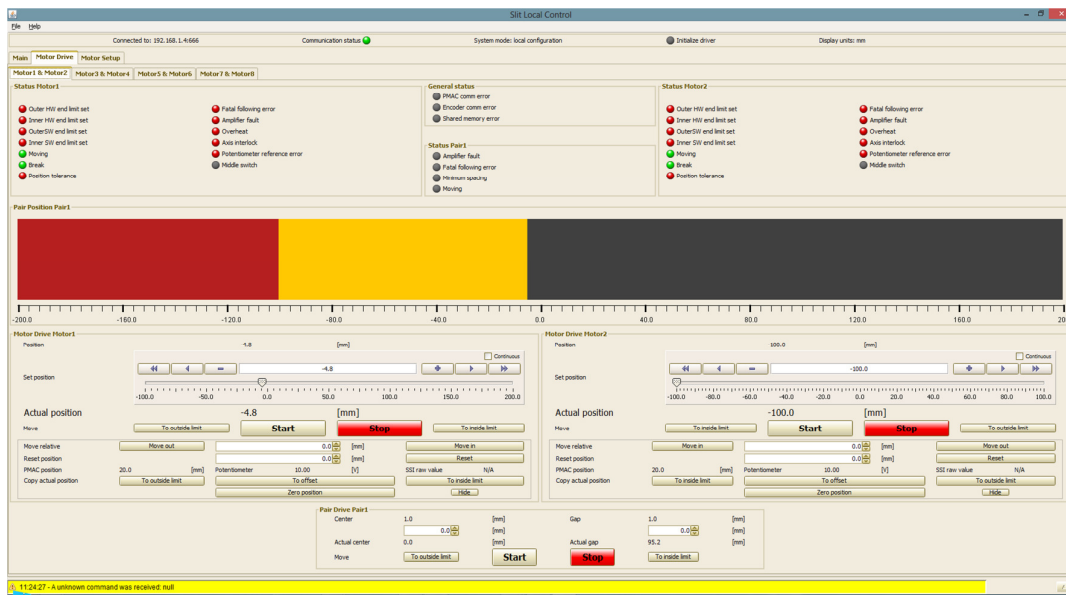 Slit Local Control
File Help
Connected to: 192.168.1.4:666 Communication status System mode: local configuration Initialize driver Display units: mm
Main Motor Drive Motor Setup
Motor1 & Motor2 Motor3 & Motor4 Motor5 & Motor6 Motor7 & Motor8
Status Motor1
Outer HW end limit set Fatal following error
Inner HW end limit set Amplifier fault
OuterSW end limit set Overheat
Inner SW end limit set Axis interlock
Moving Potentiometer reference error
Break Middle switch
Position tolerance
General status
PMAC comm error
Encoder comm error
Shared memory error
Status Pair1
Amplifier fault
Fatal following error
Minimum spacing
Moving
Status Motor2
Outer HW end limit set Fatal following error
Inner HW end limit set Amplifier fault
OuterSW end limit set Overheat
Inner SW end limit set Axis interlock
Moving Potentiometer reference error
Break Middle switch
Position tolerance
Pair Position Pair1
-200.0 -160.0 -120.0 -80.0 -40.0 0.0 40.0 80.0 120.0 160.0 20
Motor Drive Motor1
Position -4.8 [mm]
Continuous
Set position -4.8
-100.0 -50.0 0.0 50.0 100.0 150.0 200.0
Actual position -4.8 [mm]
Move To outside limit Start Stop To inside limit
Move relative Move out 0.0 [mm] Move in
Reset position 0.0 [mm] Reset
PMAC position 20.0 [mm] Potentiometer 10.00 [V] SSI raw value N/A
Copy actual position To outside limit To offset To inside limit
Zero position Hide
Motor Drive Motor2
Position 100.0 [mm]
Continuous
Set position -100.0
-100.0 -80.0 -60.0 -40.0 -20.0 0.0 20.0 40.0 60.0 80.0 100.0
Actual position -100.0 [mm]
Move To inside limit Start Stop To outside limit
Move relative Move in 0.0 [mm] Move out
Reset position 0.0 [mm] Reset
PMAC position 20.0 [mm] Potentiometer 10.00 [V] SSI raw value N/A
Copy actual position To inside limit To offset To outside limit
Zero position Hide
Pair Drive Pair1
Center 1.0 [mm] Gap 1.0 [mm]
0.0 [mm] 0.0 [mm]
Actual center 0.0 [mm] Actual gap 95.2 [mm]
Move To outside limit Start Stop To inside limit
11:24:27 - A unknown command was received: null